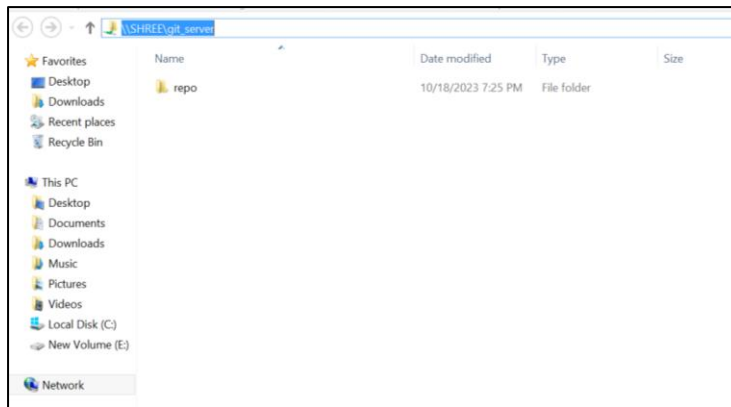 \\SHREE\git_server
Name Date modified Type Size
repo 10/18/2023 7:25 PM File folder
Favorites
Desktop
Downloads
Recent places
Recycle Bin
This PC
Desktop
Documents
Downloads
Music
Pictures
Videos
Local Disk (C:)
New Volume (E:)
Network